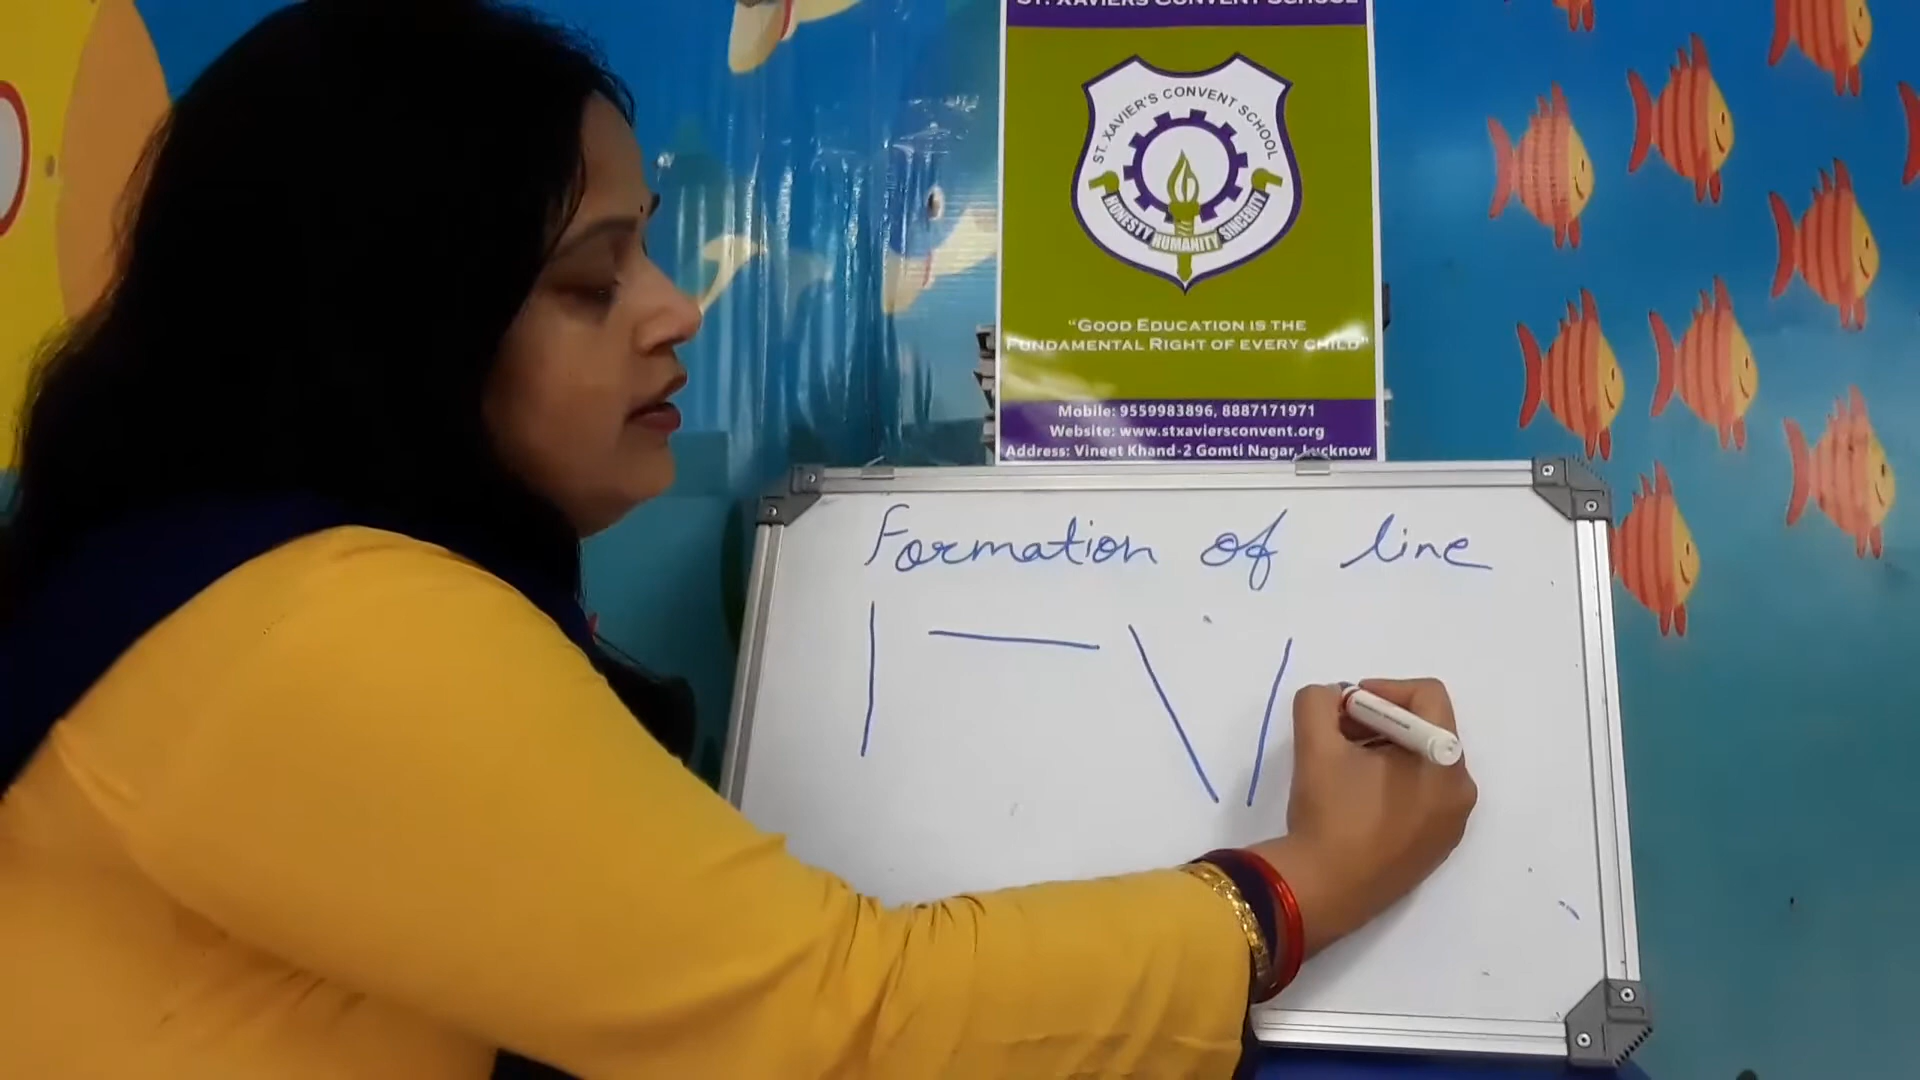 ST. XAVIERS CONVENT SCHOOL
ST. XAVIER'S CONVENT SCHOOL
HONESTY HUMANITY SINCERITY
"GOOD EDUCATION IS THE
FUNDAMENTAL RIGHT OF EVERY CHILD"
Mobile: 9559983896, 8887171971
Website: www.stxaviersconvent.org
Address: Vineet Khand-2 Gomti Nagar, Lucknow
Formation of line